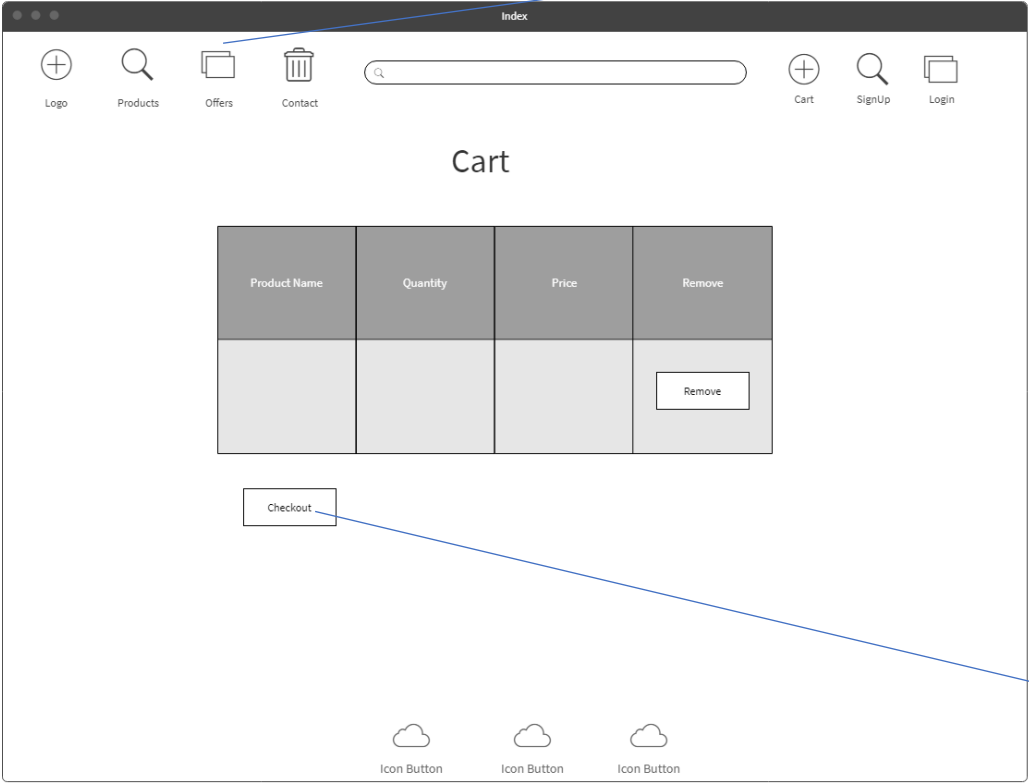 Index
Logo
Products
Offers
Contact
Cart
SignUp
Login
Cart
Product Name
Quantity
Price
Remove
Remove
Checkout
Icon Button
Icon Button
Icon Button